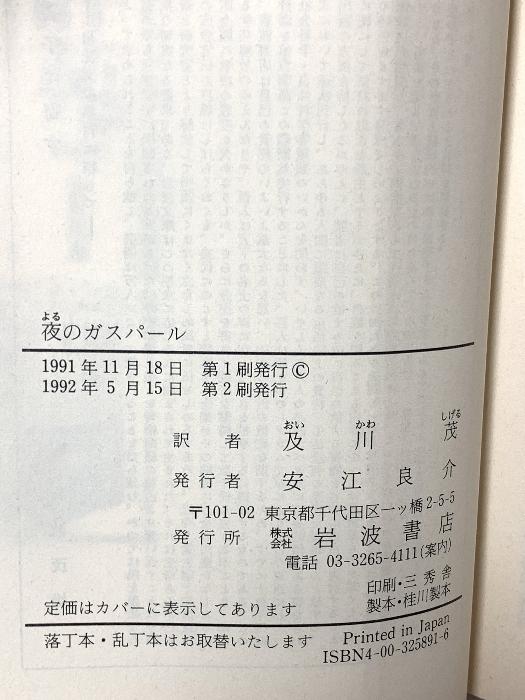 よる
夜のガスパール
1991年11月18日 第1刷発行©
1992年5月15日 第2刷発行
おい かわ しげる
訳者 及川茂
発行者 安江良介
〒101-02 東京都千代田区一ッ橋2-5-5
発行所 株式会社 岩波書店
電話 03-3265-4111(案内)
印刷・三秀舎
製本・桂川製本
定価はカバーに表示してあります
落丁本・乱丁本はお取替いたします
Printed in Japan
ISBN4-00-325891-6